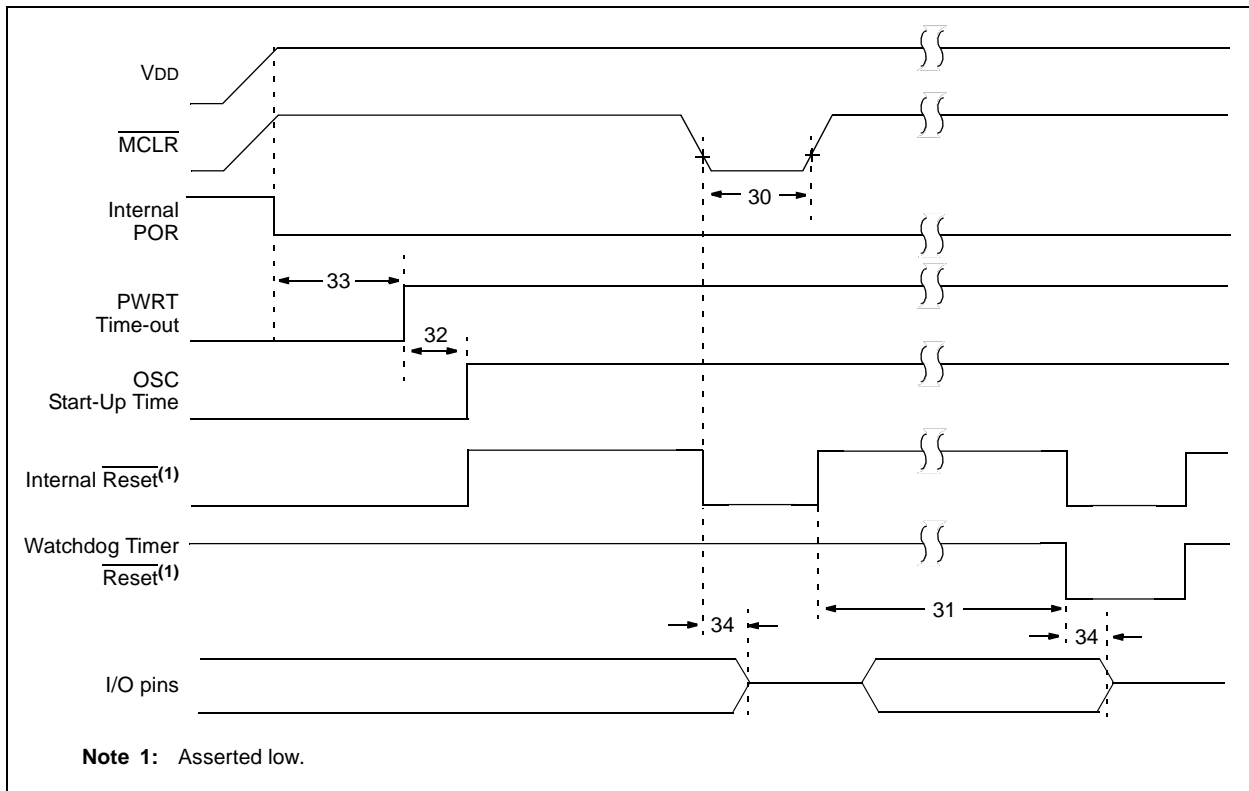 VDD
MCLR
30
Internal
POR
33
PWRT
Time-out
32
OSC
Start-Up Time
Internal Reset(1)
Watchdog Timer
Reset(1)
31
34
34
I/O pins
Note 1: Asserted low.